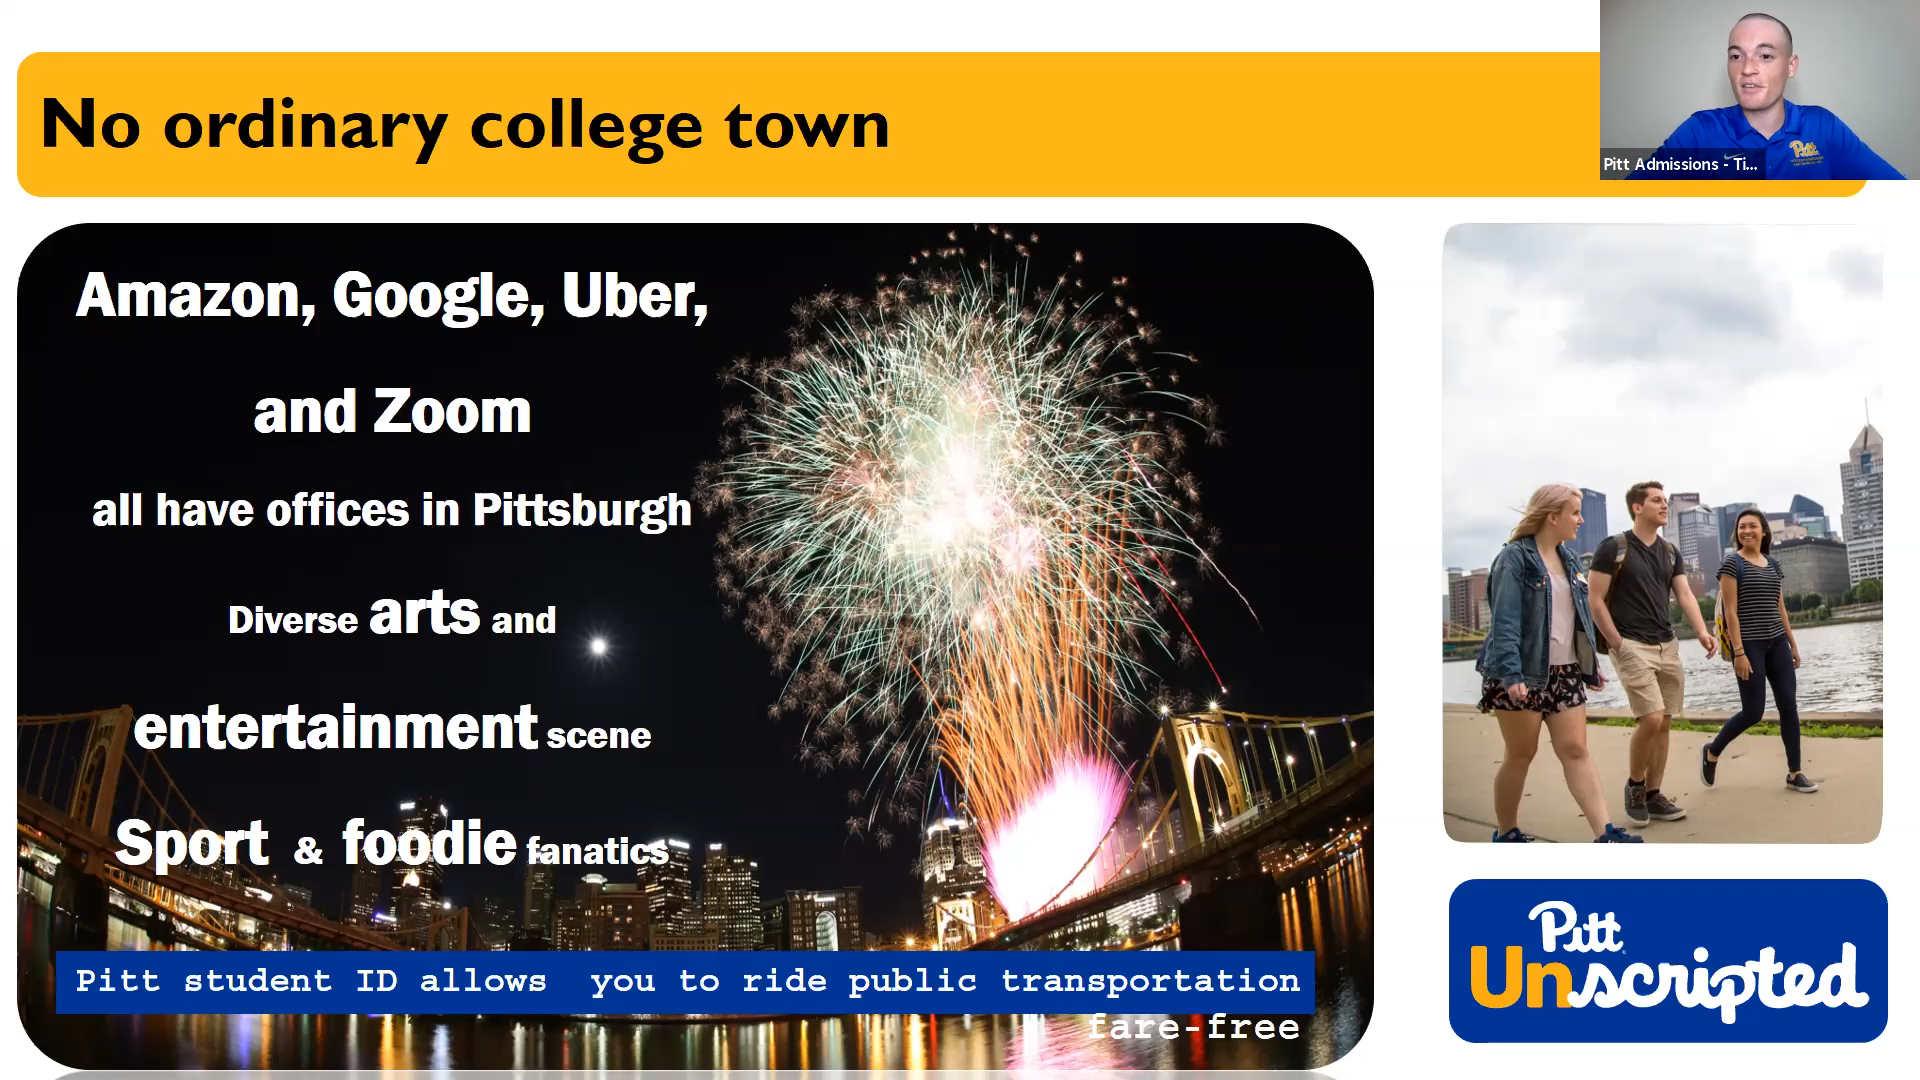 No ordinary college town
Pitt
Pitt Admissions - Ti...
Amazon, Google, Uber,
and Zoom
all have offices in Pittsburgh
Diverse arts and
entertainment scene
Sport & foodie fanatics
Pitt student ID allows  you to ride public transportation
fare-free
Pitt
Unscripted